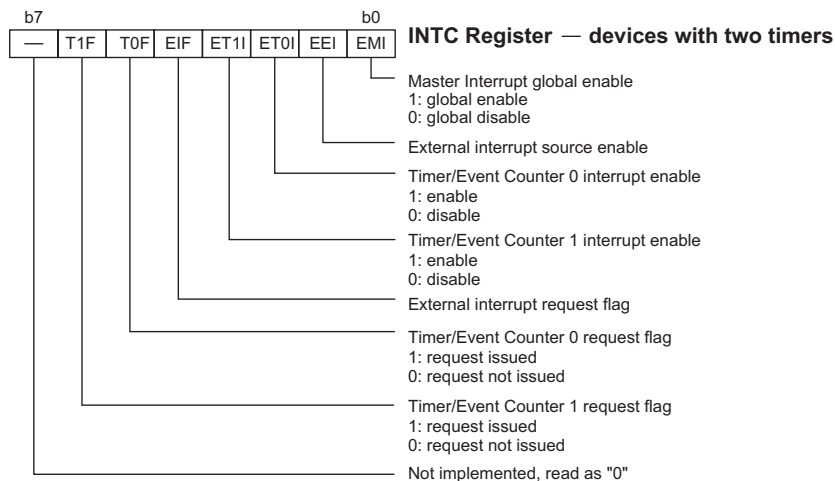 b7 b0
— T1F T0F EIF ET1I ET0I EEI EMI
INTC Register — devices with two timers
Master Interrupt global enable
1: global enable
0: global disable
External interrupt source enable
Timer/Event Counter 0 interrupt enable
1: enable
0: disable
Timer/Event Counter 1 interrupt enable
1: enable
0: disable
External interrupt request flag
Timer/Event Counter 0 request flag
1: request issued
0: request not issued
Timer/Event Counter 1 request flag
1: request issued
0: request not issued
Not implemented, read as "0"